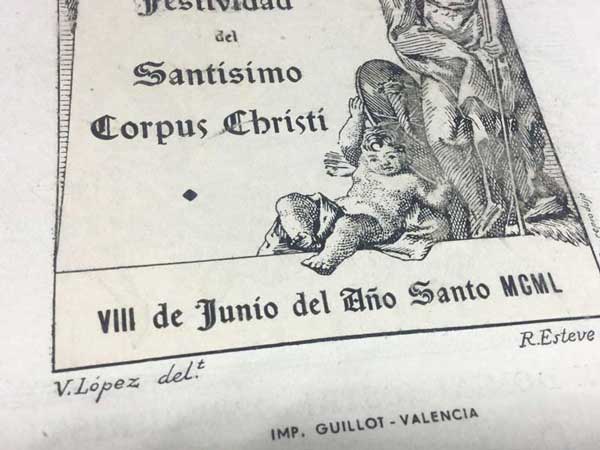 Festividad
del
Santísimo
Corpus Christi
VIII de Junio del Año Santo MCML
V. López del.t
R. Esteve
IMP. GUILLOT - VALENCIA